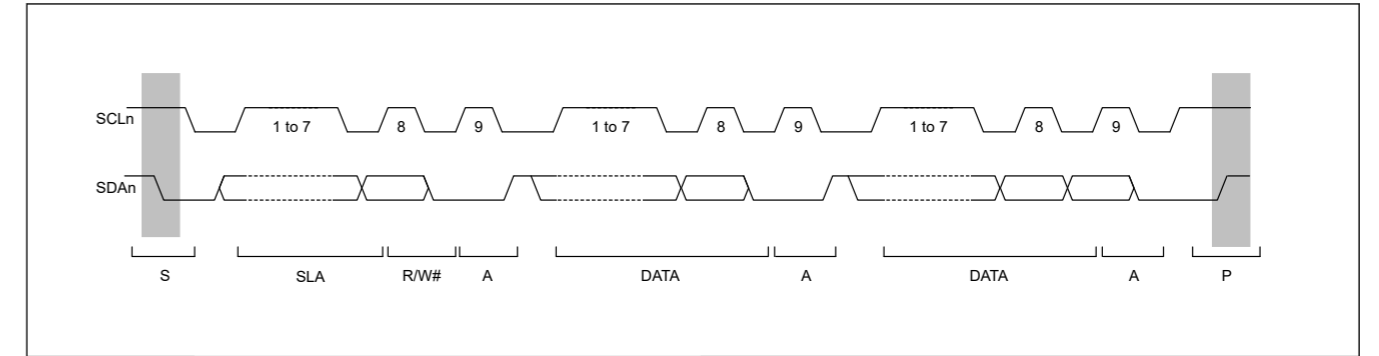 SCLn
1 to 7 8 9 1 to 7 8 9 1 to 7 8 9
SDAn
S SLA R/W# A DATA A DATA A P